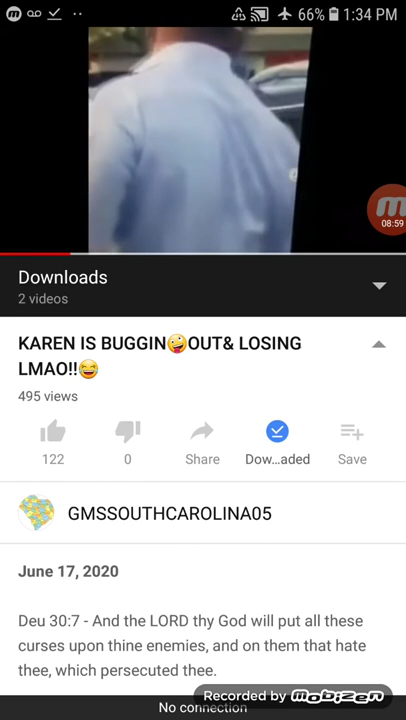 66% 1:34 PM
08:59
Downloads
2 videos
KAREN IS BUGGIN🤪OUT& LOSING
LMAO!!😅
495 views
122
0
Share
Dow...aded
Save
GMSSOUTHCAROLINA05
June 17, 2020
Deu 30:7 - And the LORD thy God will put all these
curses upon thine enemies, and on them that hate
thee, which persecuted thee.
Recorded by mobizen
No connection